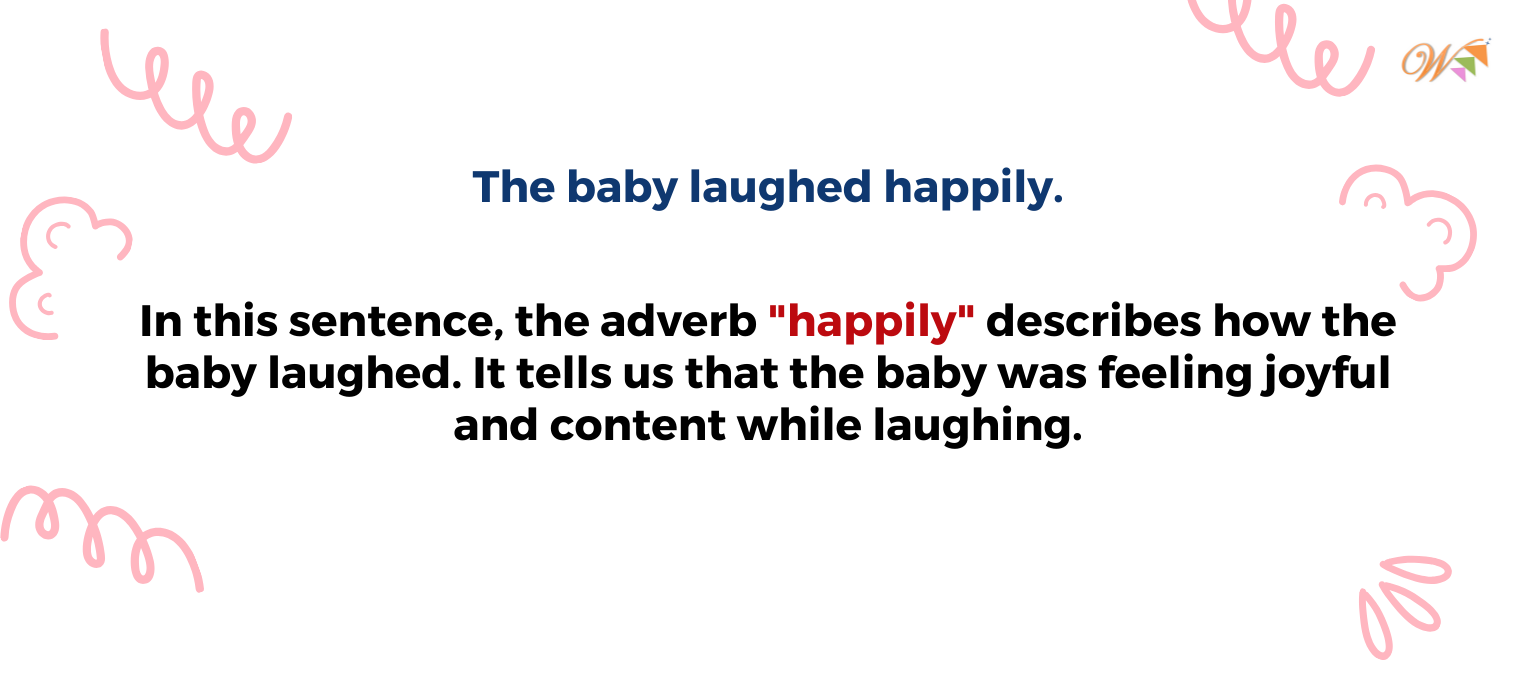 W
The baby laughed happily.
In this sentence, the adverb "happily" describes how the
baby laughed. It tells us that the baby was feeling joyful
and content while laughing.